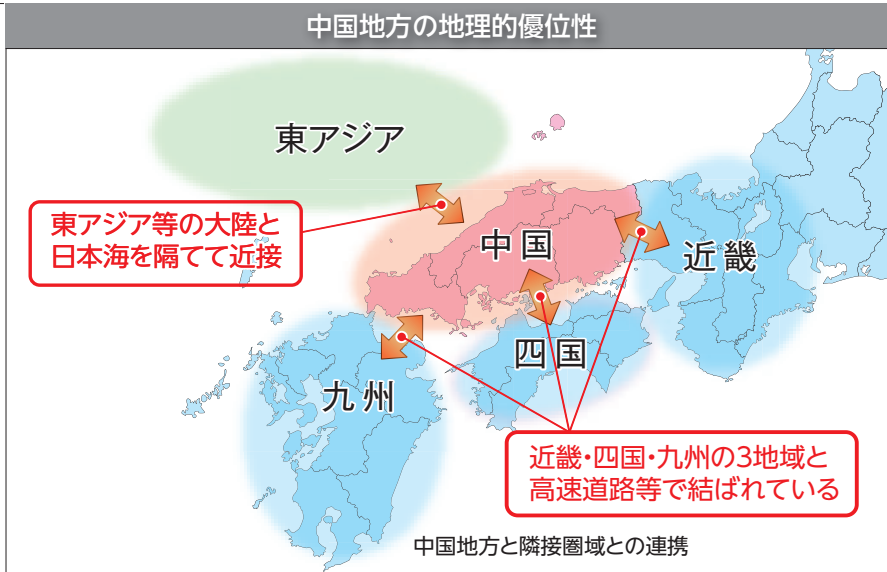 中国地方の地理的優位性
東アジア
東アジア等の大陸と
日本海を隔てて近接
中国
近畿
四国
九州
近畿・四国・九州の3地域と
高速道路等で結ばれている
中国地方と隣接圏域との連携